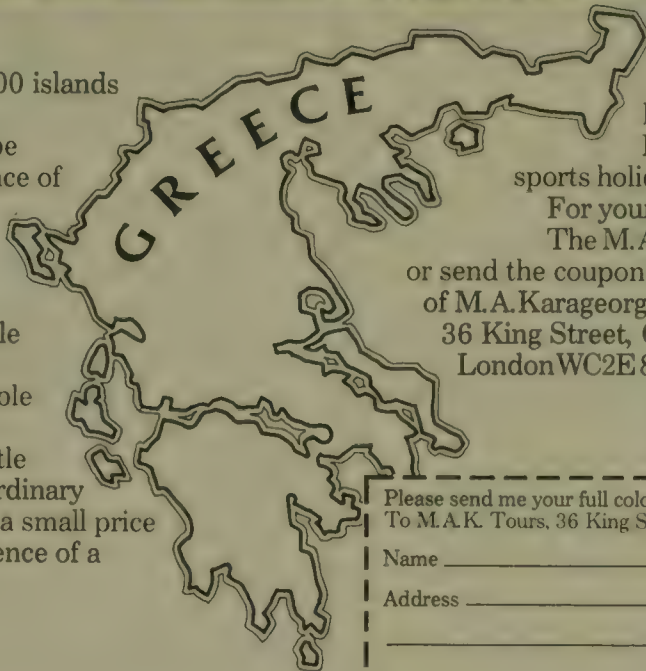 00 islands
be
nce of
le
ole
tle
rdinary
a small price
ence of a
GREECE
sports holid
For your
The M.A
or send the coupon
of M.A.Karageorg
36 King Street, C
London WC2E 8
Please send me your full colo
To M.A.K. Tours, 36 King S
Name
Address